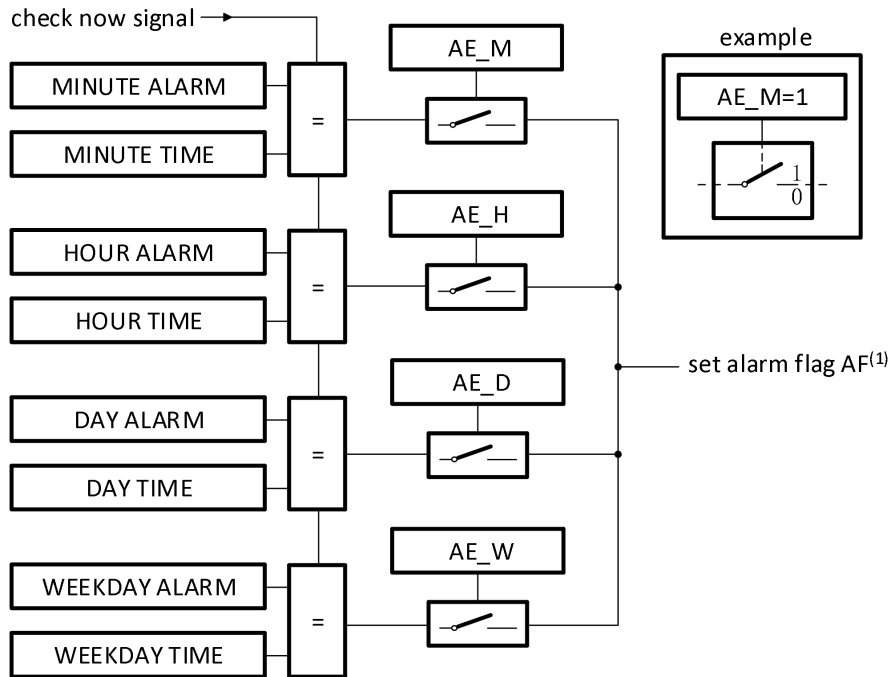 check now signal
example
AE_M
MINUTE ALARM
AE_M=1
=
MINUTE TIME
1
0
AE_H
HOUR ALARM
=
HOUR TIME
set alarm flag AF(1)
AE_D
DAY ALARM
=
DAY TIME
AE_W
WEEKDAY ALARM
=
WEEKDAY TIME